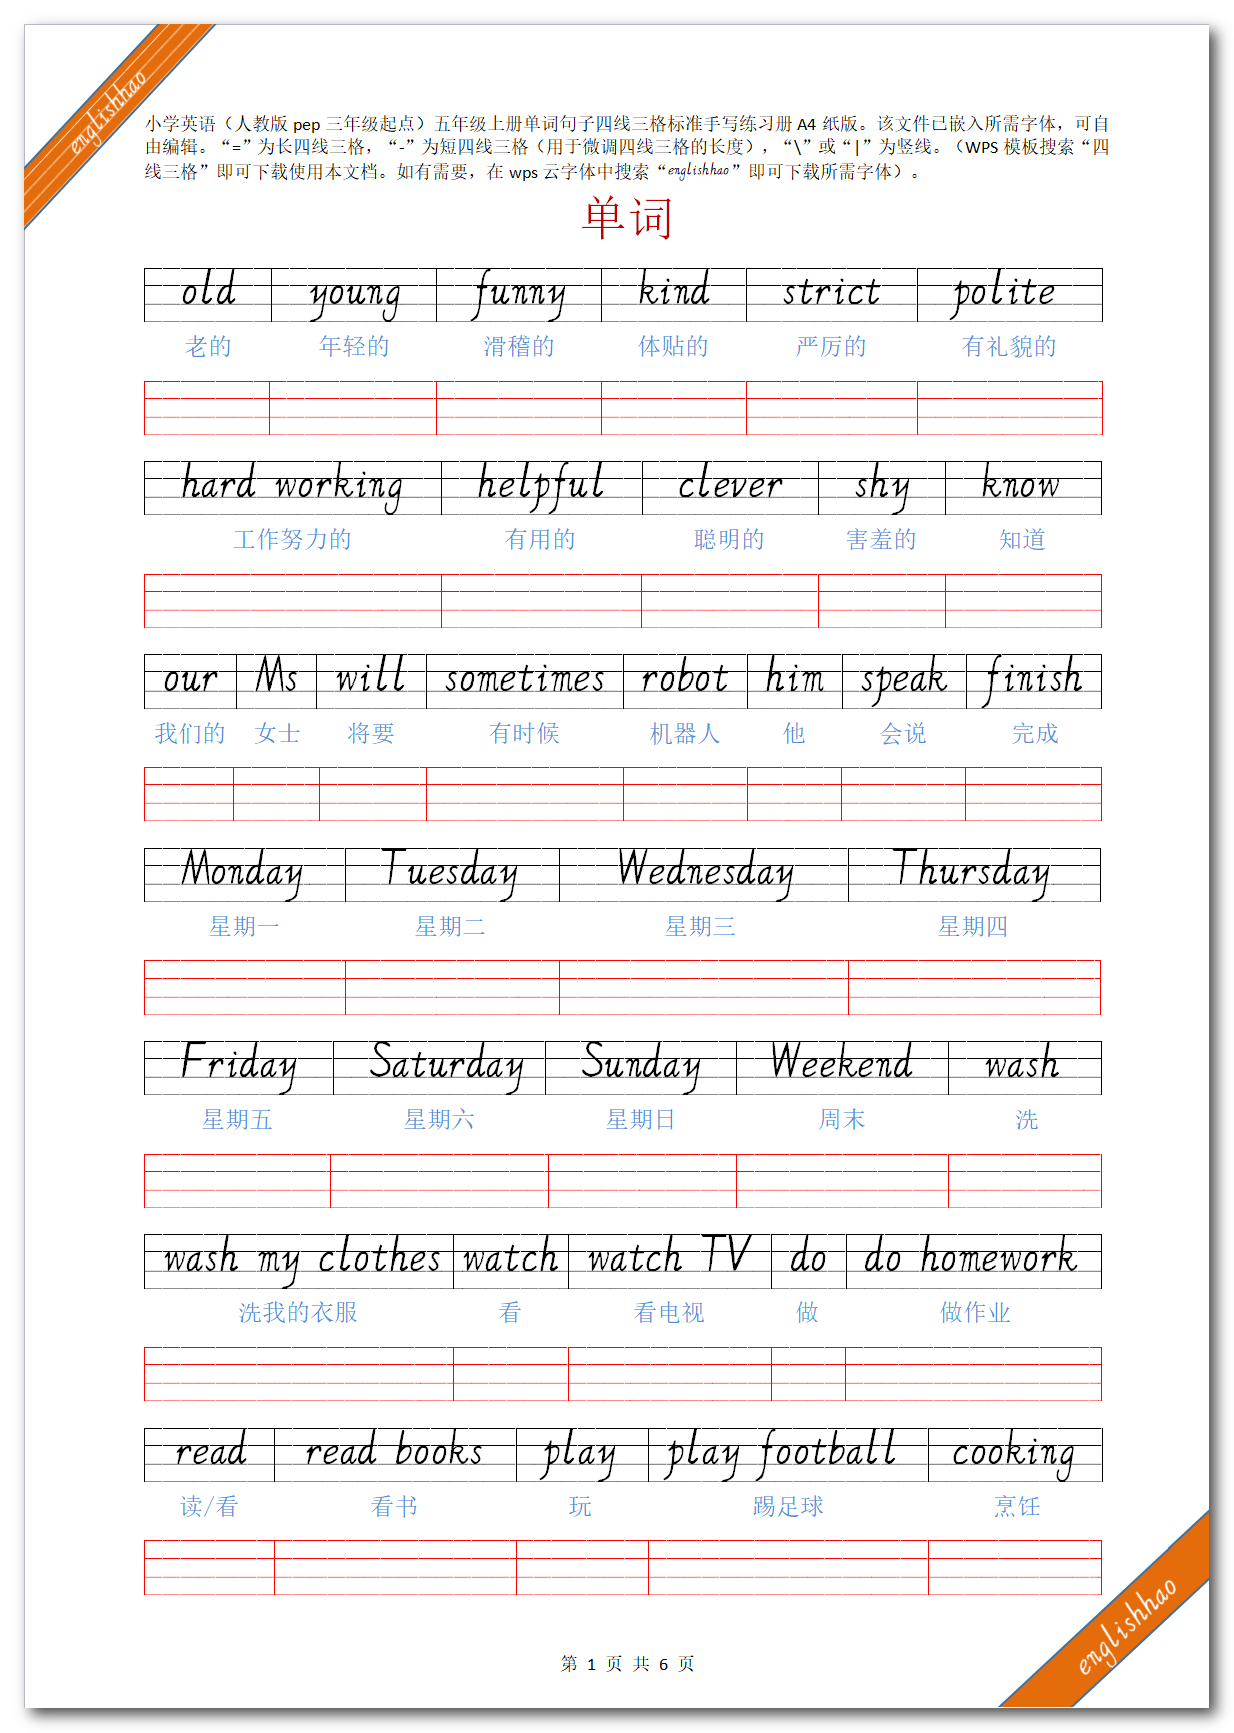 englishhao
小学英语（人教版 pep 三年级起点）五年级上册单词句子四线三格标准手写练习册 A4 纸版。该文件已嵌入所需字体，可自
由编辑。“=”为长四线三格，“-”为短四线三格（用于微调四线三格的长度），“\”或“|”为竖线。（WPS 模板搜索“四
线三格”即可下载使用本文档。如有需要，在 wps 云字体中搜索“englishhao”即可下载所需字体）。
单词
old young funny kind strict polite
老的 年轻的 滑稽的 体贴的 严厉的 有礼貌的
hard working helpful clever shy know
工作努力的 有用的 聪明的 害羞的 知道
our Ms will sometimes robot him speak finish
我们的 女士 将要 有时候 机器人 他 会说 完成
Monday Tuesday Wednesday Thursday
星期一 星期二 星期三 星期四
Friday Saturday Sunday Weekend wash
星期五 星期六 星期日 周末 洗
wash my clothes watch watch TV do do homework
洗我的衣服 看 看电视 做 做作业
read read books play play football cooking
读/看 看书 玩 踢足球 烹饪
englishhao
第 1 页 共 6 页